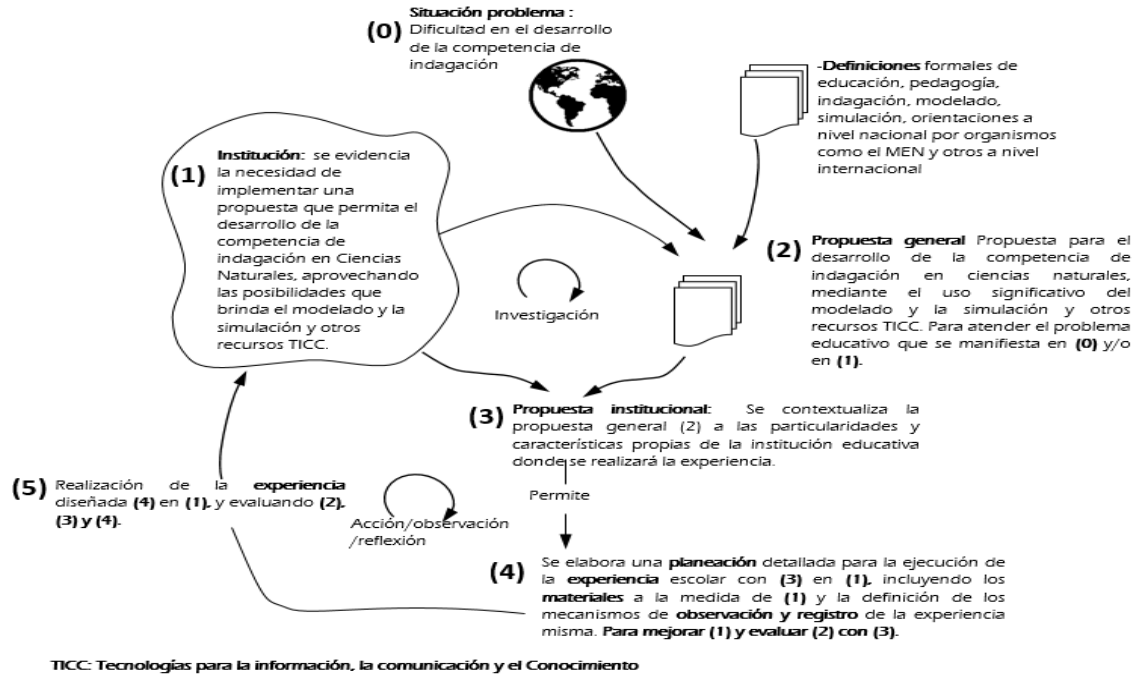 Situación problema :
(0) Dificultad en el desarrollo
de la competencia de
indagación
-Definiciones formales de
educación, pedagogía,
indagación, modelado,
simulación, orientaciones a
nivel nacional por organismos
como el MEN y otros a nivel
internacional
(1) Institución: se evidencia
la necesidad de
implementar una
propuesta que permita el
desarrollo de la
competencia de
indagación en Ciencias
Naturales, aprovechando
las posibilidades que
brinda el modelado y la
simulación y otros
recursos TICC.
Investigación
(2) Propuesta general Propuesta para el
desarrollo de la competencia de
indagación en ciencias naturales,
mediante el uso significativo del
modelado y la simulación y otros
recursos TICC. Para atender el problema
educativo que se manifiesta en (0) y/o
en (1).
(3) Propuesta institucional: Se contextualiza la
propuesta general (2) a las particularidades y
características propias de la institución educativa
donde se realizará la experiencia.
Permite
(4) Se elabora una planeación detallada para la ejecución de
la experiencia escolar con (3) en (1), incluyendo los
materiales a la medida de (1) y la definición de los
mecanismos de observación y registro de la experiencia
misma. Para mejorar (1) y evaluar (2) con (3).
(5) Realización de la experiencia
diseñada (4) en (1), y evaluando (2),
(3) y (4).
Acción/observación
/reflexión
TICC: Tecnologías para la información, la comunicación y el Conocimiento